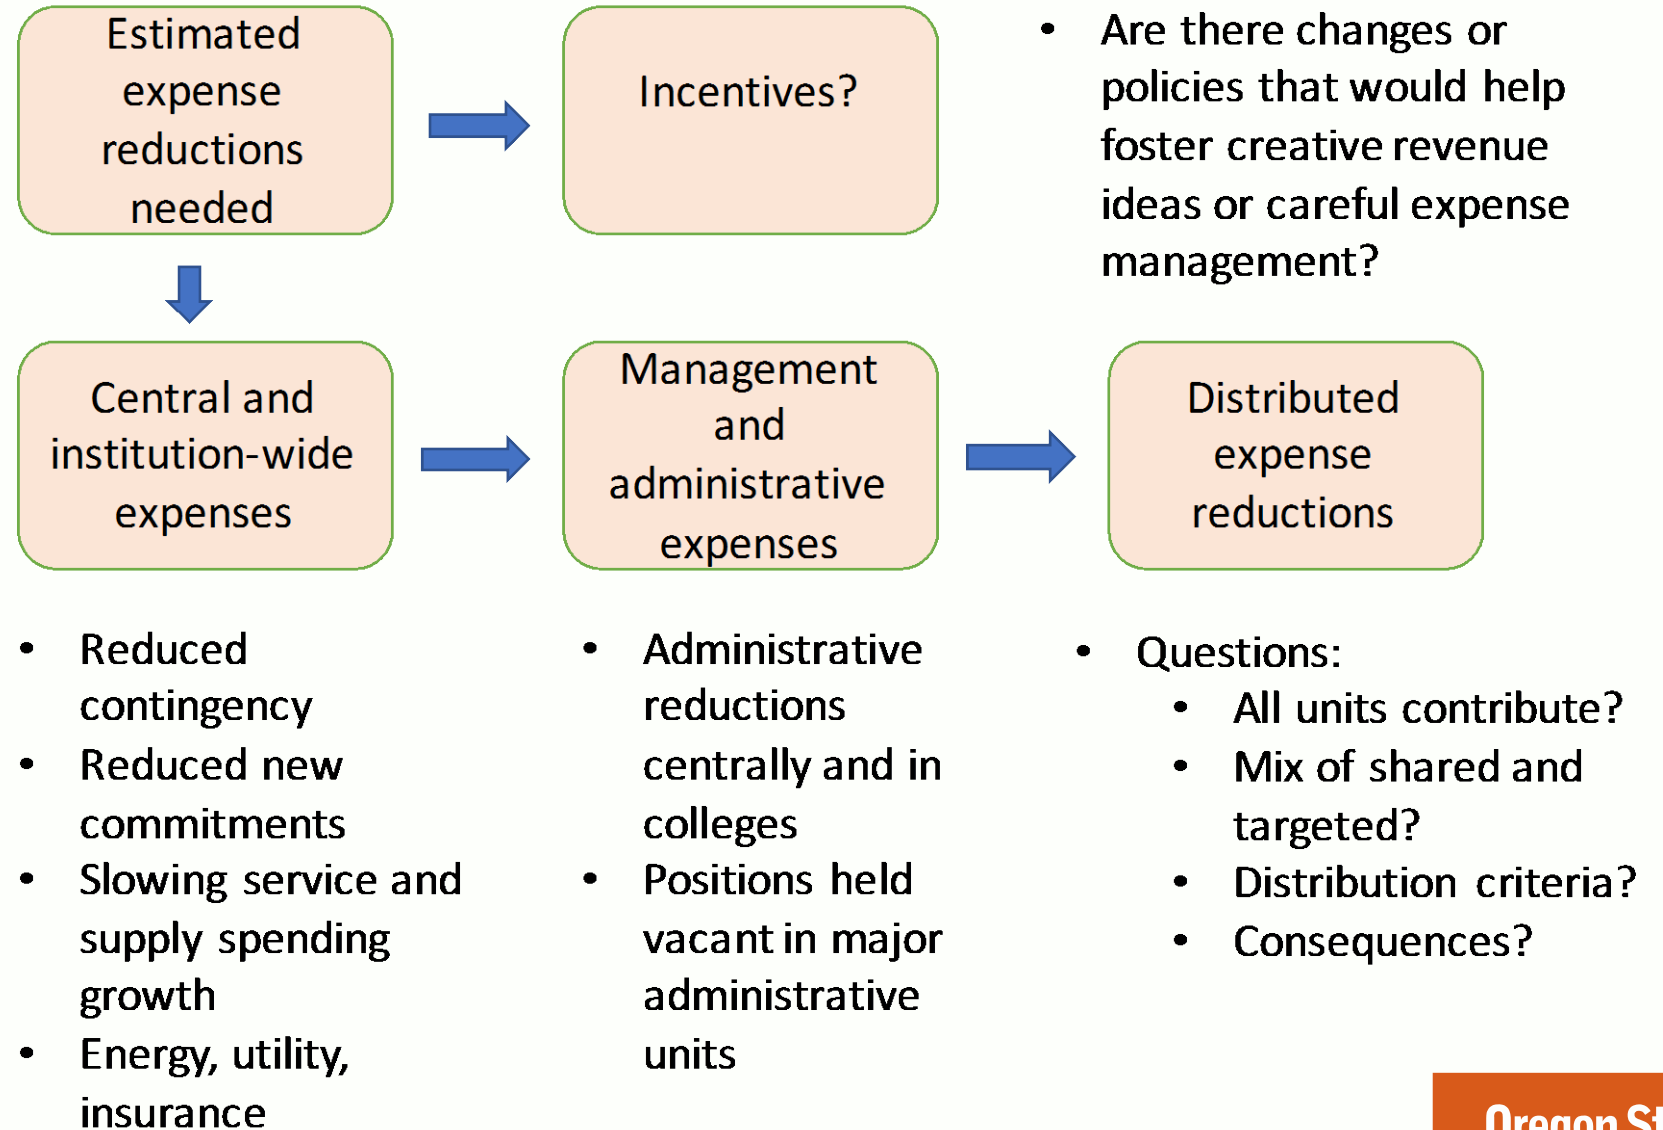 Estimated
expense
reductions
needed
Incentives?
• Are there changes or
policies that would help
foster creative revenue
ideas or careful expense
management?
Central and
institution-wide
expenses
Management
and
administrative
expenses
Distributed
expense
reductions
• Reduced
contingency
• Reduced new
commitments
• Slowing service and
supply spending
growth
• Energy, utility,
insurance
• Administrative
reductions
centrally and in
colleges
• Positions held
vacant in major
administrative
units
• Questions:
• All units contribute?
• Mix of shared and
targeted?
• Distribution criteria?
• Consequences?
Oregon St